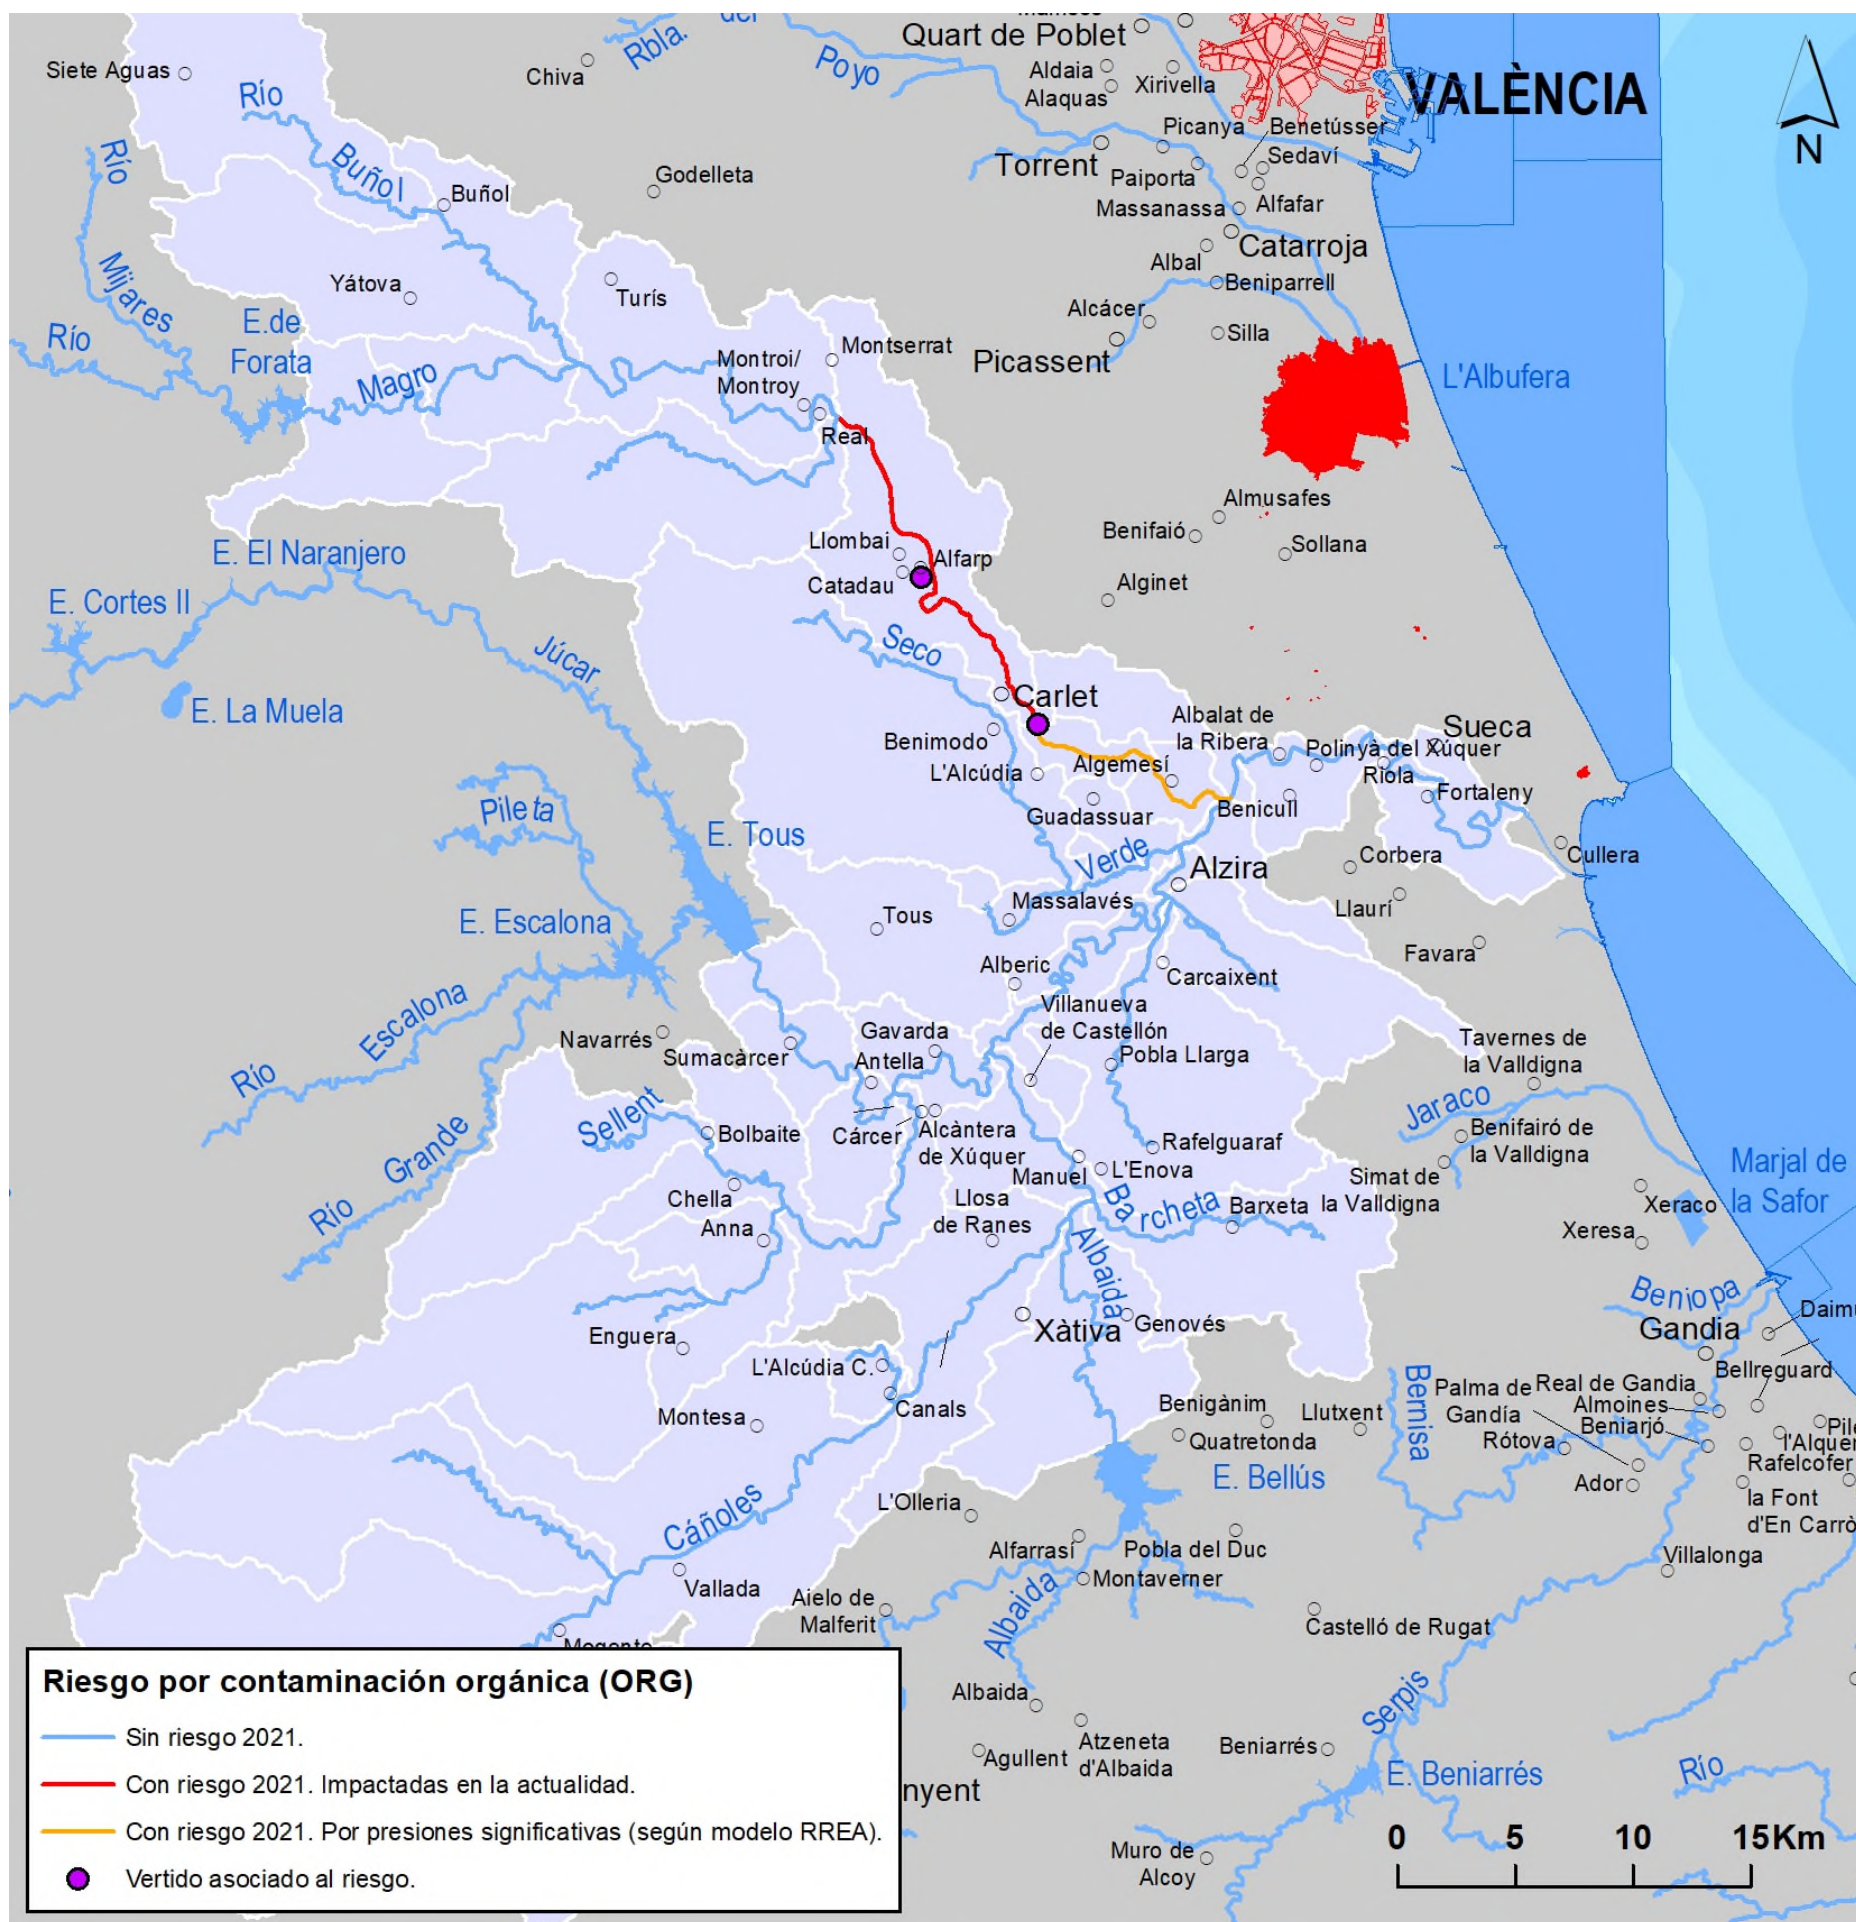 del
Rbla.
Poyo
Quart de Poblet
Siete Aguas
Chiva
Aldaia
Alaquas
Xirivella
VALÈNCIA
Río
Buñol
Picanya
Benetússer
Sedaví
Torrent
Paiporta
N
Río
Mijares
Buñol
Godelleta
Massanassa
Alfafar
Catarroja
Albal
Beniparrell
Yátova
Turís
Alcácer
Silla
Río
E.de
Forata
Magro
Montroi/
Montroy
Montserrat
Picassent
L'Albufera
Real
Almusafes
Benifaió
Sollana
Llombai
Alfarp
Catadau
Alginet
E. El Naranjero
E. Cortes II
Júcar
Seco
E. La Muela
Carlet
Albalat de
la Ribera
Sueca
Benimodo
Polinyà del Xúquer
L'Alcúdia
Algemesí
Riola
Fortaleny
Guadassuar
Benicull
Pileta
E. Tous
Verde
Alzira
Corbera
Cullera
Massalavés
Llaurí
Tous
E. Escalona
Favara
Alberic
Carcaixent
Río
Escalona
Villanueva
de Castellón
Navarrés
Sumacàrcer
Gavarda
Antella
Pobla Llarga
Tavernes de
la Valldigna
Jaraco
Río
Grande
Sellent
Bolbaite
Cárcer
Alcàntera
de Xúquer
Rafelguaraf
Benifairó de
la Valldigna
Manuel
L'Enova
Simat de
la Valldigna
Marjal de
la Safor
Chella
Llosa
de Ranes
Barcheta
Barxeta
Xeraco
Anna
Xeresa
Albaida
Beniopa
Xàtiva
Genovés
Gandia
Enguera
L'Alcúdia C.
Bellreguard
Bernisa
Palma de
Gandía
Real de Gandia
Almoines
Beniarjó
Canals
Montesa
Benigànim
Llutxent
Quatretonda
Rótova
E. Bellús
Ador
Rafelcofer
la Font
d'En Carrò
L'Olleria
Cáñoles
Alfarrasí
Pobla del Duc
Montaverner
Villalonga
Vallada
Aielo de
Malferit
Albaida
Castelló de Rugat
Albaida
Serpis
Atzeneta
d'Albaida
Agullent
Beniarrés
E. Beniarrés
Río
Muro de
Alcoy
0 5 10 15Km
Riesgo por contaminación orgánica (ORG)
Sin riesgo 2021.
Con riesgo 2021. Impactadas en la actualidad.
Con riesgo 2021. Por presiones significativas (según modelo RREA).
Vertido asociado al riesgo.